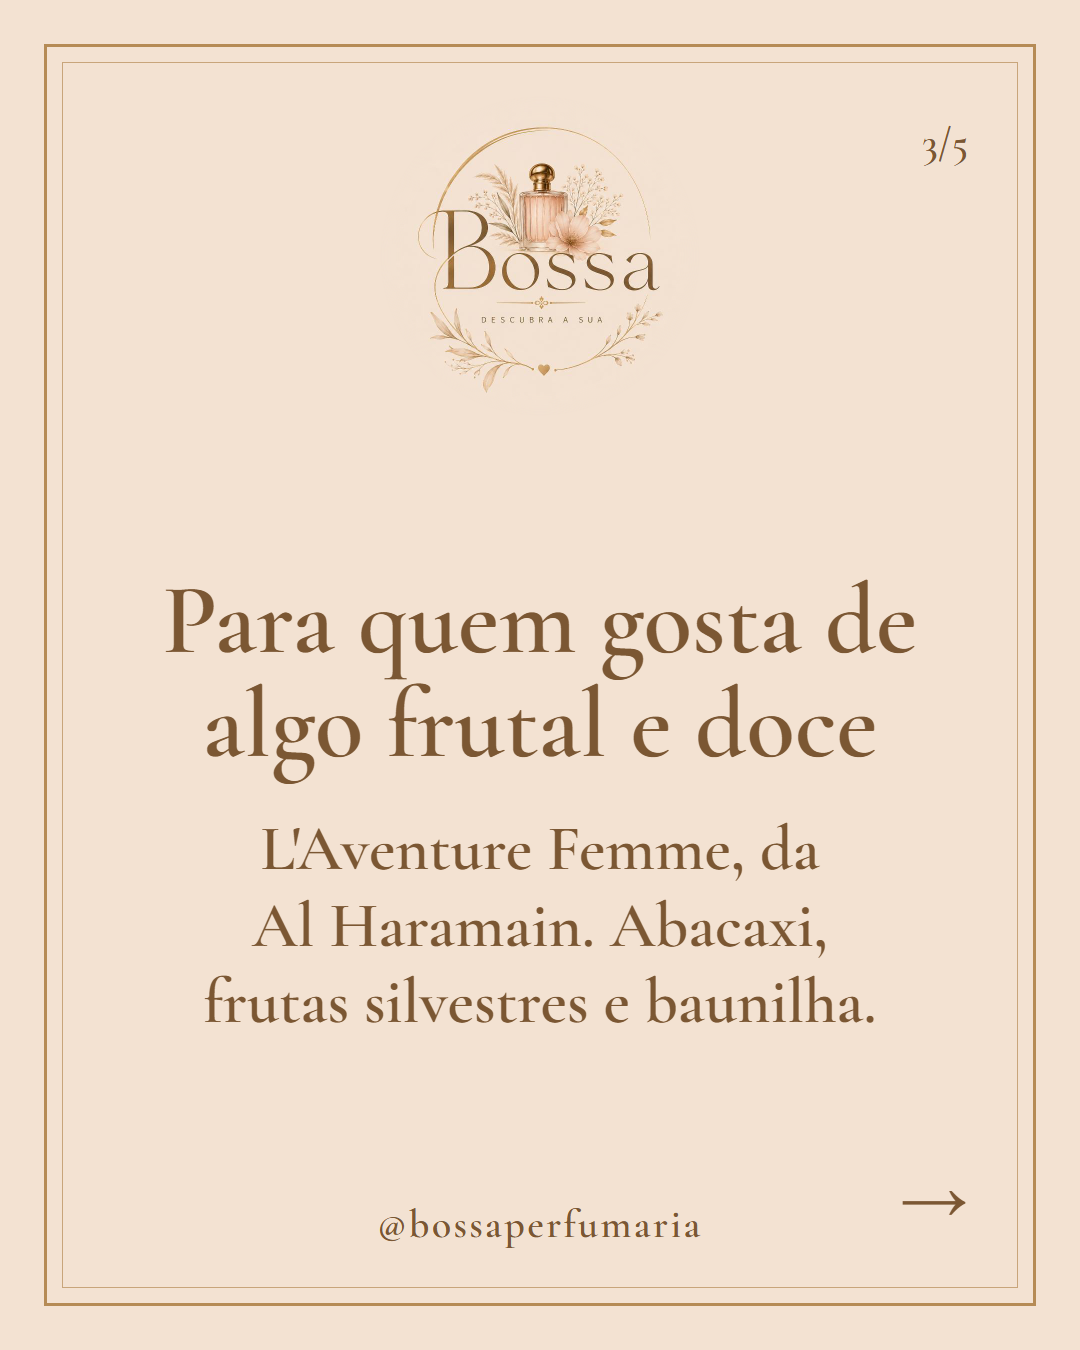 3/5
Bossa
DESCUBRA A SUA
Para quem gosta de
algo frutal e doce
L'Aventure Femme, da
Al Haramain. Abacaxi,
frutas silvestres e baunilha.
→
@bossaperfumaria